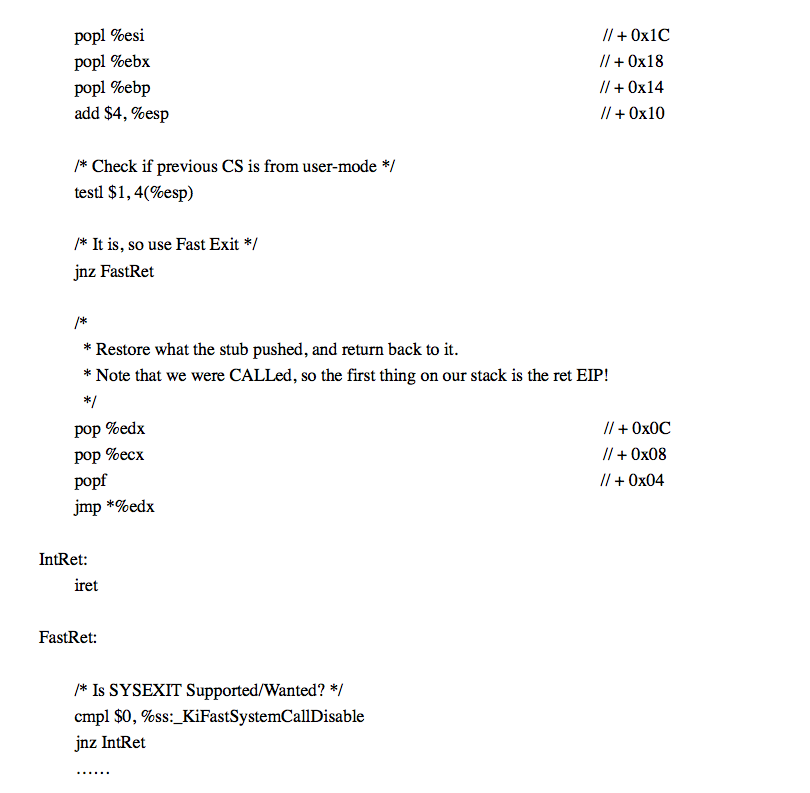 popl %esi // + 0x1C
popl %ebx // + 0x18
popl %ebp // + 0x14
add $4, %esp // + 0x10
/* Check if previous CS is from user-mode */
testl $1, 4(%esp)
/* It is, so use Fast Exit */
jnz FastRet
/*
* Restore what the stub pushed, and return back to it.
* Note that we were CALLed, so the first thing on our stack is the ret EIP!
*/
pop %edx // + 0x0C
pop %ecx // + 0x08
popf // + 0x04
jmp *%edx
IntRet:
iret
FastRet:
/* Is SYSEXIT Supported/Wanted? */
cmpl $0, %ss:_KiFastSystemCallDisable
jnz IntRet
……